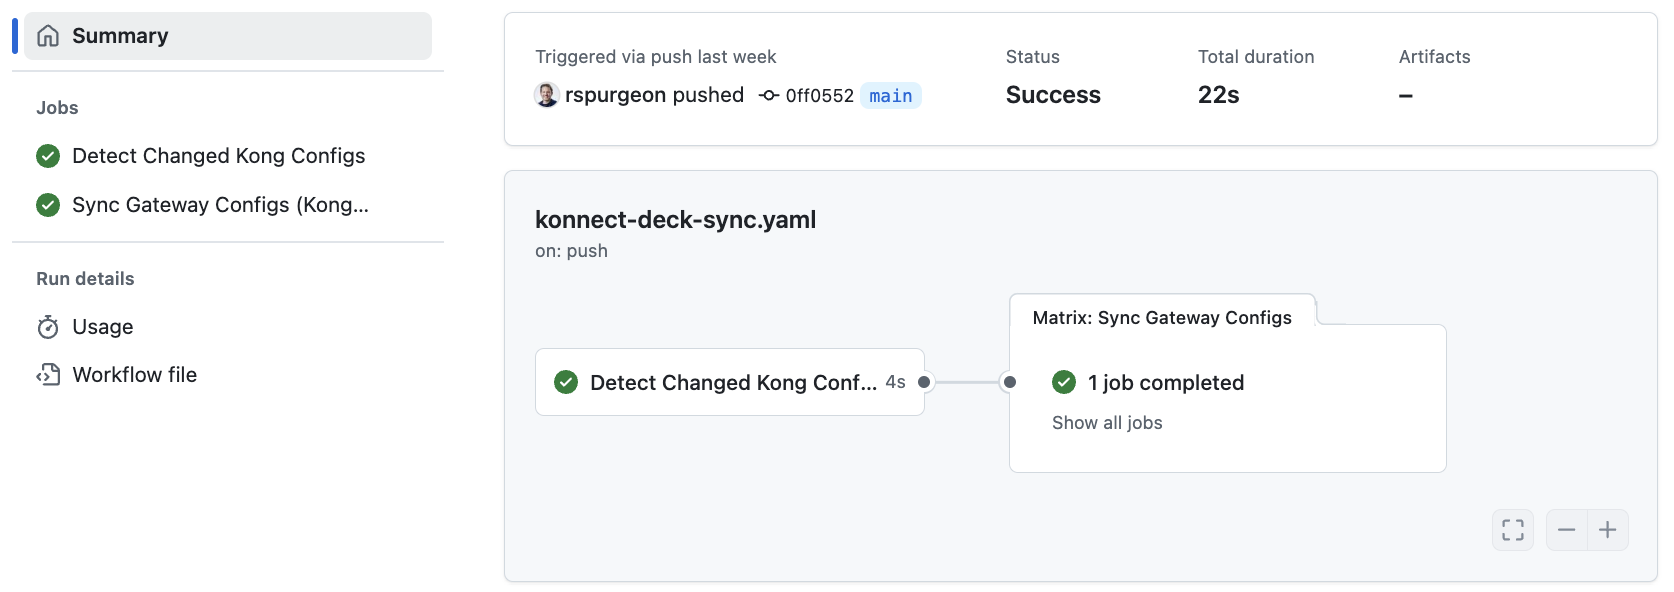 Summary
Jobs
Detect Changed Kong Configs
Sync Gateway Configs (Kong...
Run details
Usage
Workflow file
Triggered via push last week
rspurgeon pushed 0ff0552 main
Status
Success
Total duration
22s
Artifacts
–
konnect-deck-sync.yaml
on: push
Detect Changed Kong Conf... 4s
Matrix: Sync Gateway Configs
1 job completed
Show all jobs